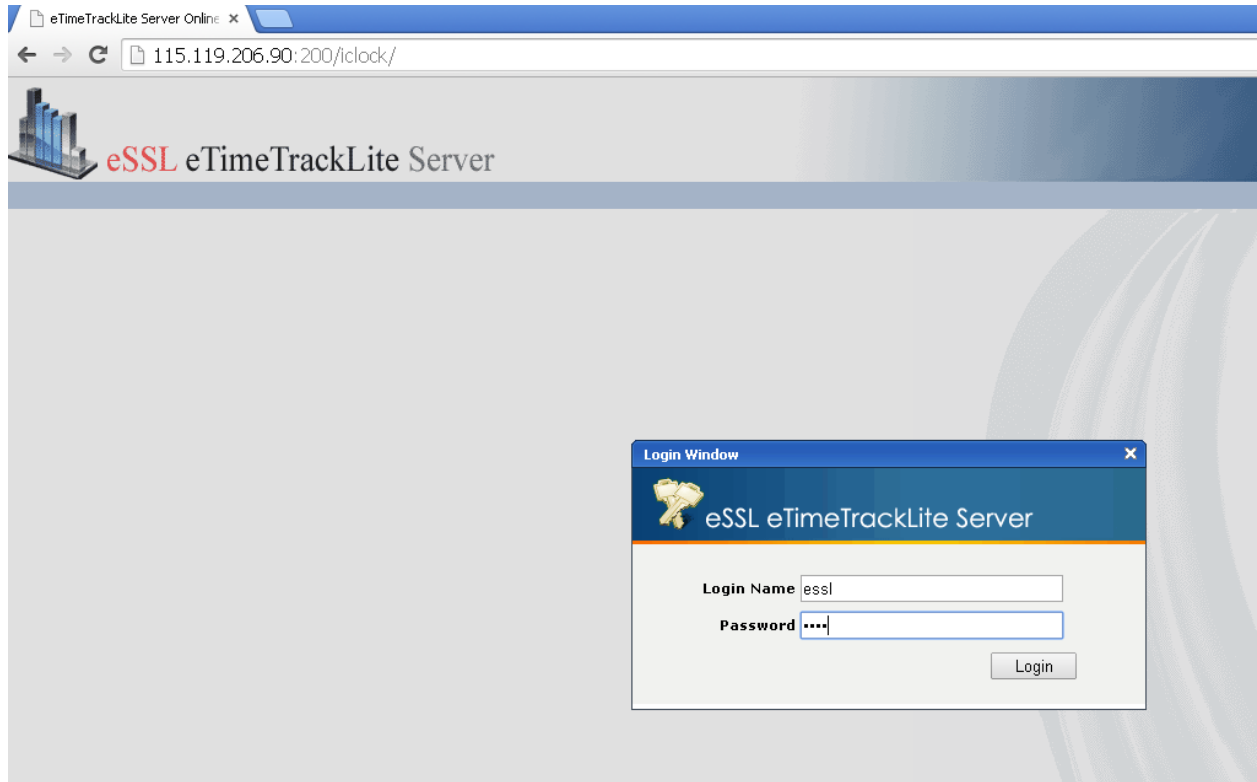 eTimeTrackLite Server Online
115.119.206.90:200/iclock/
eSSL eTimeTrackLite Server
Login Window
eSSL eTimeTrackLite Server
Login Name essl
Password ••••
Login